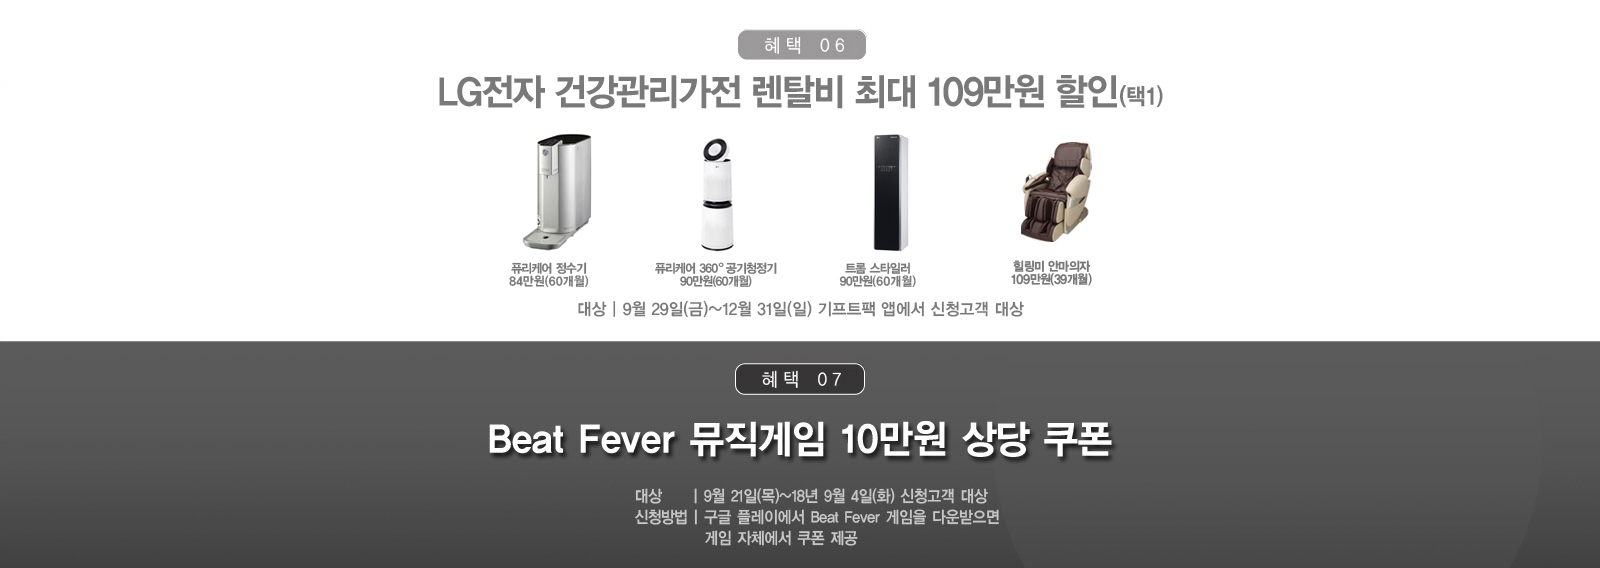 혜택 06
LG전자 건강관리가전 렌탈비 최대 109만원 할인(택1)
퓨리케어 정수기
84만원(60개월)
퓨리케어 360° 공기청정기
90만원(60개월)
트롬 스타일러
90만원(60개월)
힐링미 안마의자
109만원(39개월)
대상 | 9월 29일(금)~12월 31일(일) 기프트팩 앱에서 신청고객 대상
혜택 07
Beat Fever 뮤직게임 10만원 상당 쿠폰
대상 | 9월 21일(목)~18년 9월 4일(화) 신청고객 대상
신청방법 | 구글 플레이에서 Beat Fever 게임을 다운받으면
게임 자체에서 쿠폰 제공